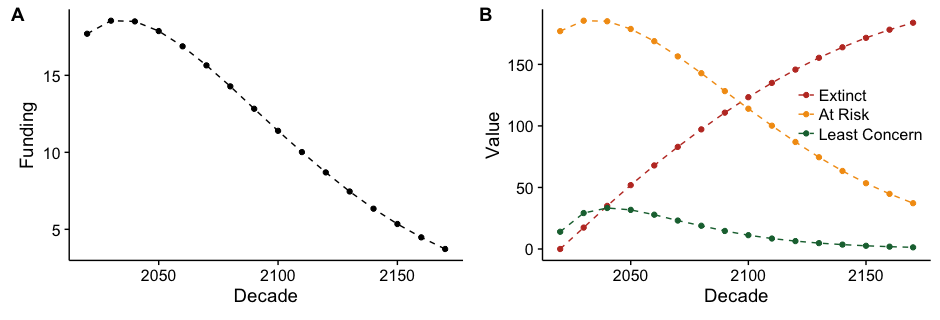 A
Funding
15
10
5
2050
2100
2150
Decade
B
Value
150
100
50
0
Extinct
At Risk
Least Concern
2050
2100
2150
Decade